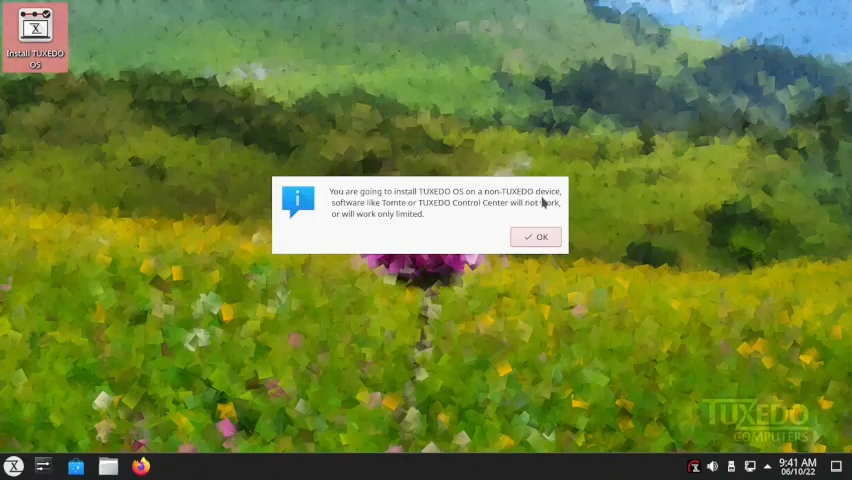 Install TUXEDO
OS
You are going to install TUXEDO OS on a non-TUXEDO device,
software like Tomte or TUXEDO Control Center will not work,
or will work only limited.
OK
TUXEDO
COMPUTERS
9:41 AM
06/10/22